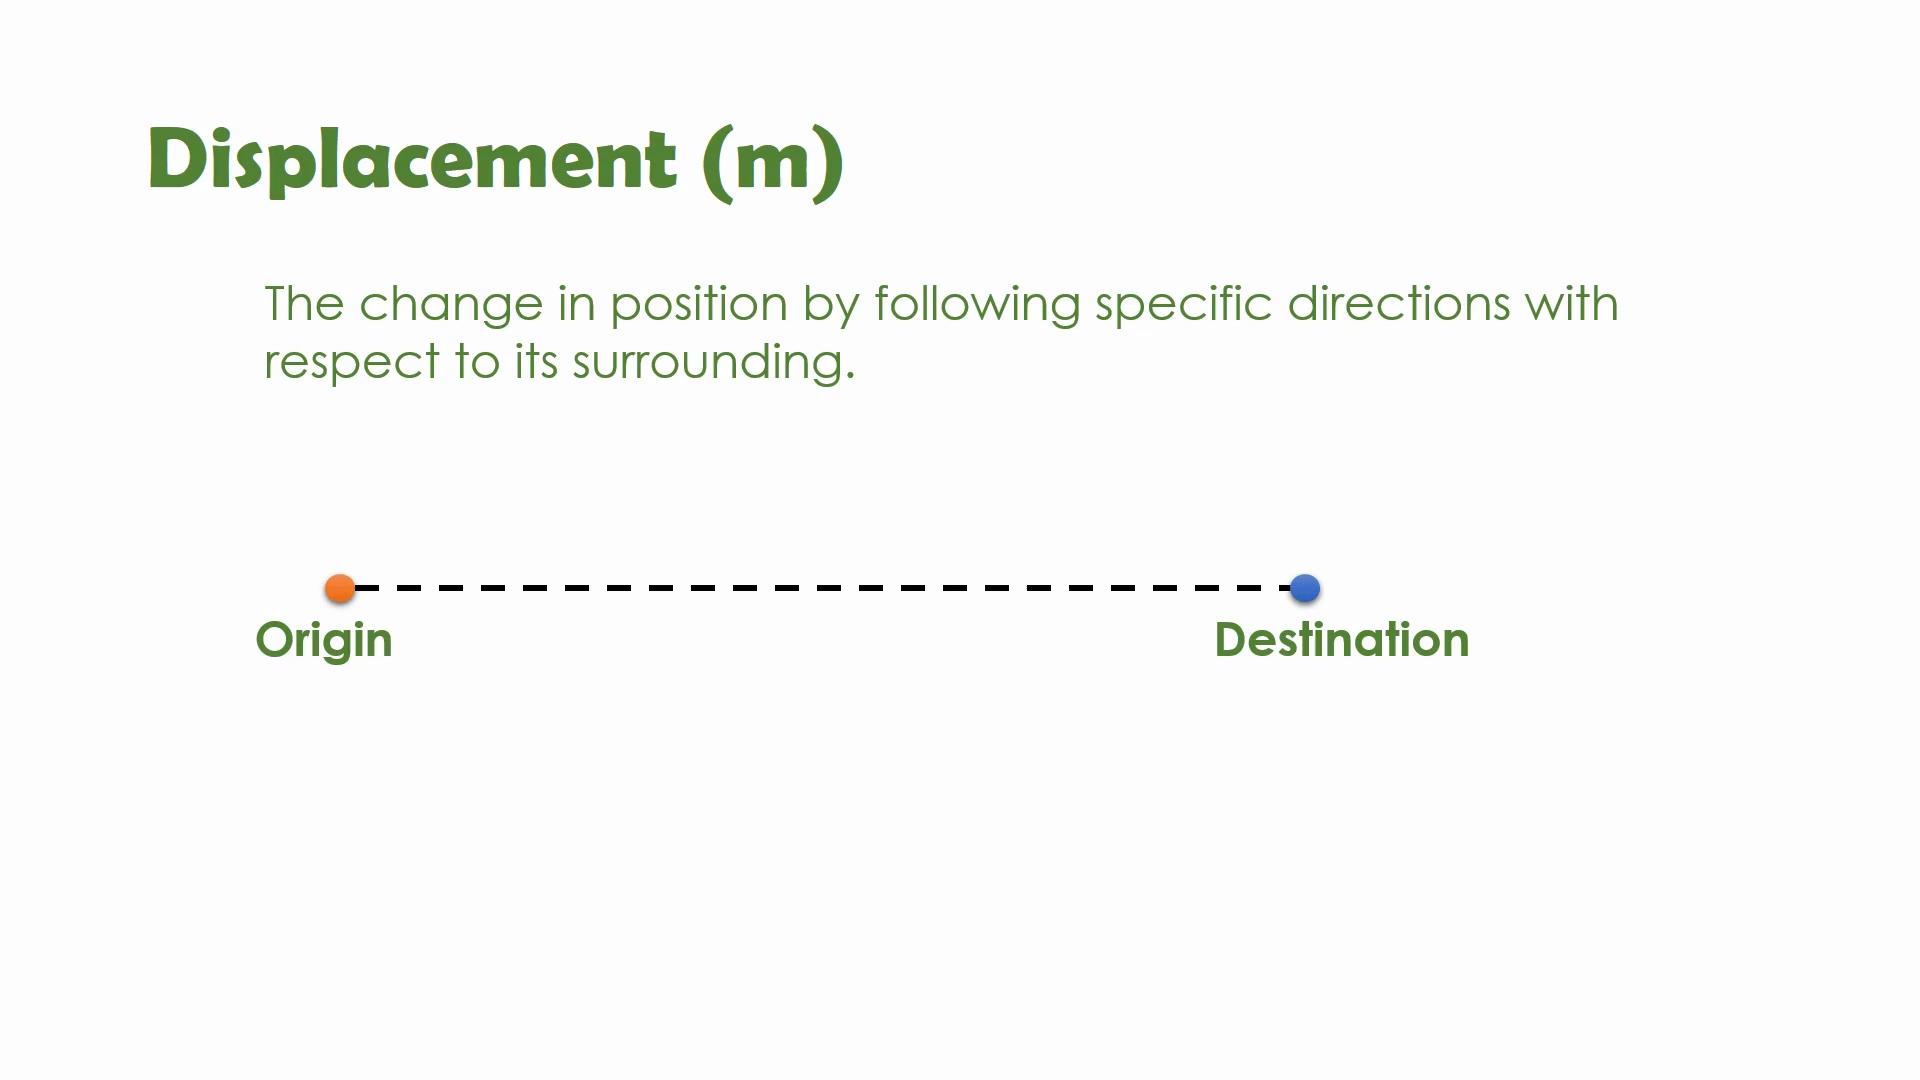 Displacement (m)
The change in position by following specific directions with
respect to its surrounding.
Origin
Destination